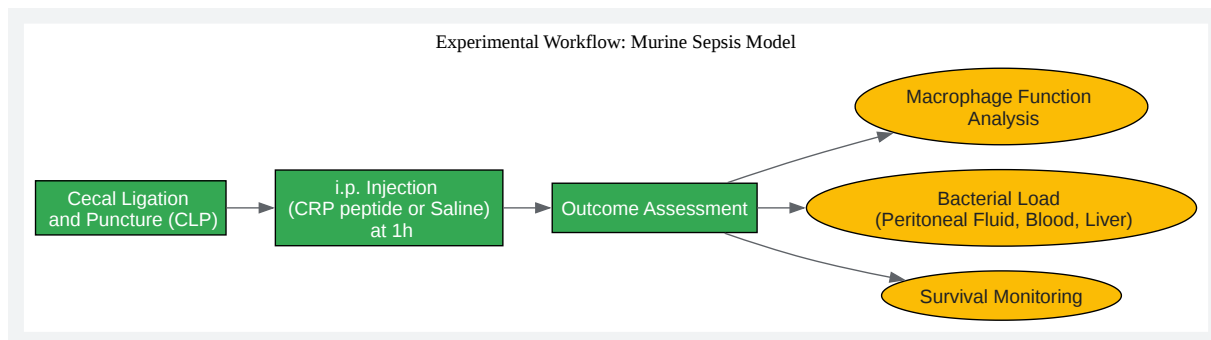 Experimental Workflow: Murine Sepsis Model
Cecal Ligation
and Puncture (CLP)
i.p. Injection
(CRP peptide or Saline)
at 1h
Outcome Assessment
Macrophage Function
Analysis
Bacterial Load
(Peritoneal Fluid, Blood, Liver)
Survival Monitoring